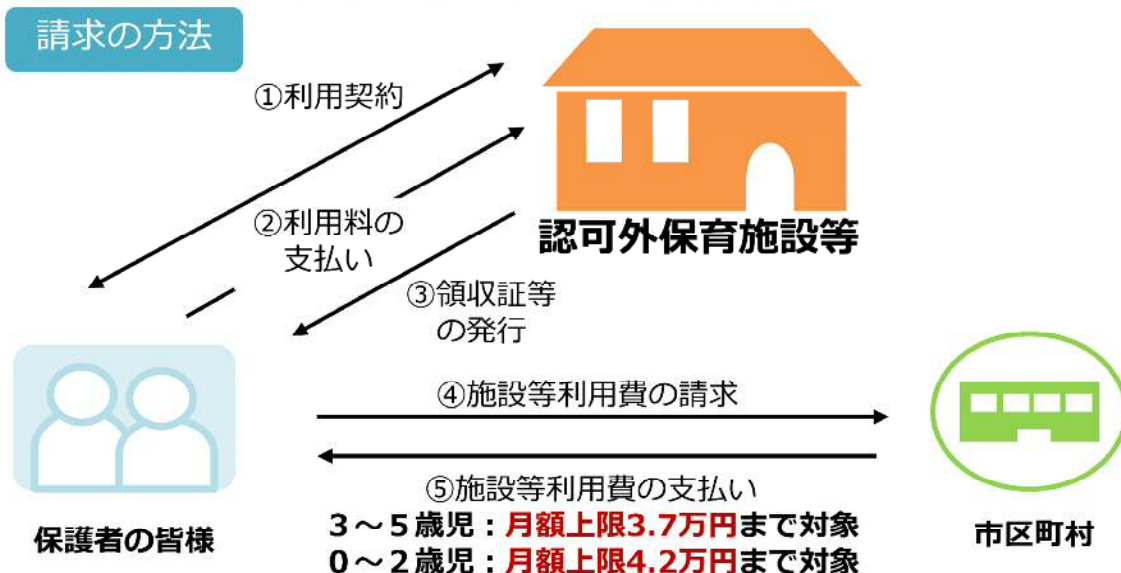 請求の方法
①利用契約
②利用料の
支払い
認可外保育施設等
③領収証等
の発行
④施設等利用費の請求
⑤施設等利用費の支払い
3~5歳児:月額上限3.7万円まで対象
0~2歳児:月額上限4.2万円まで対象
保護者の皆様
市区町村